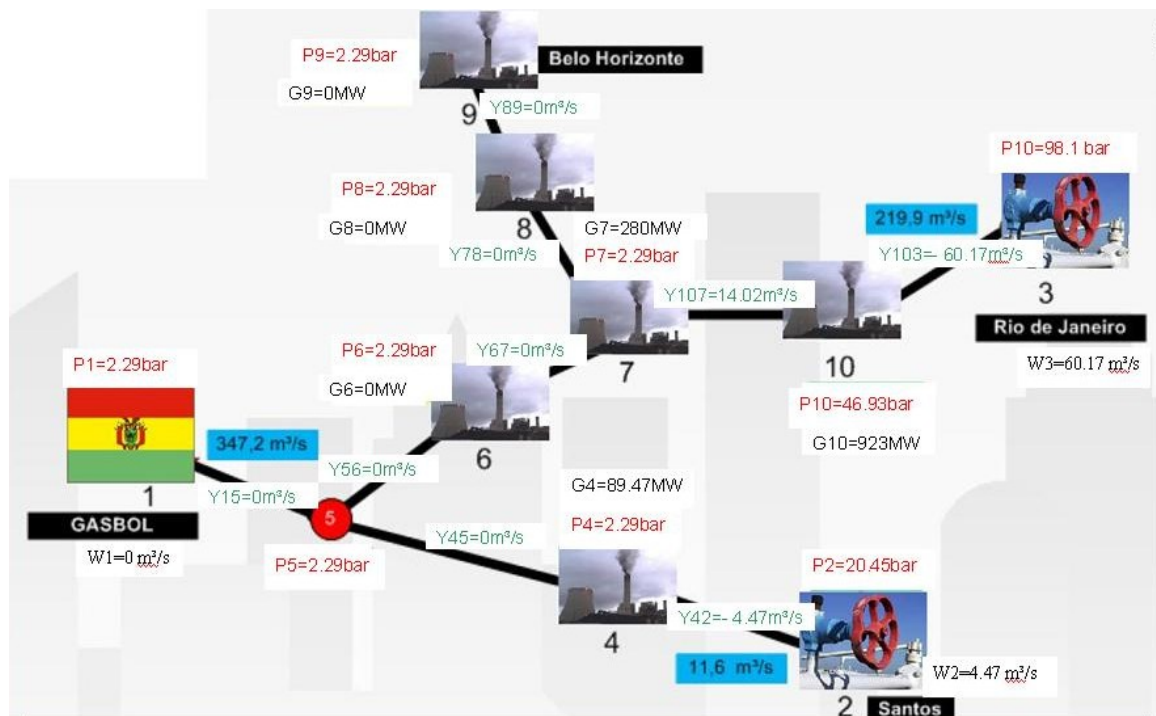 P9=2.29bar
Belo Horizonte
G9=0MW
9
Y89=0m³/s
P10=98.1 bar
P8=2.29bar
G8=0MW
8
G7=280MW
219,9 m³/s
Y78=0m³/s
P7=2.29bar
Y103=- 60.17m³/s
Y107=14.02m³/s
3
P6=2.29bar
Y67=0m³/s
7
10
Rio de Janeiro
W3=60.17 m³/s
P1=2.29bar
G6=0MW
P10=46.93bar
347,2 m³/s
6
G10=923MW
Y56=0m³/s
1
Y15=0m³/s
G4=89.47MW
GASBOL
5
Y45=0m³/s
P4=2.29bar
W1=0 m³/s
P5=2.29bar
P2=20.45bar
Y42=- 4.47m³/s
4
11,6 m³/s
W2=4.47 m³/s
2
Santos